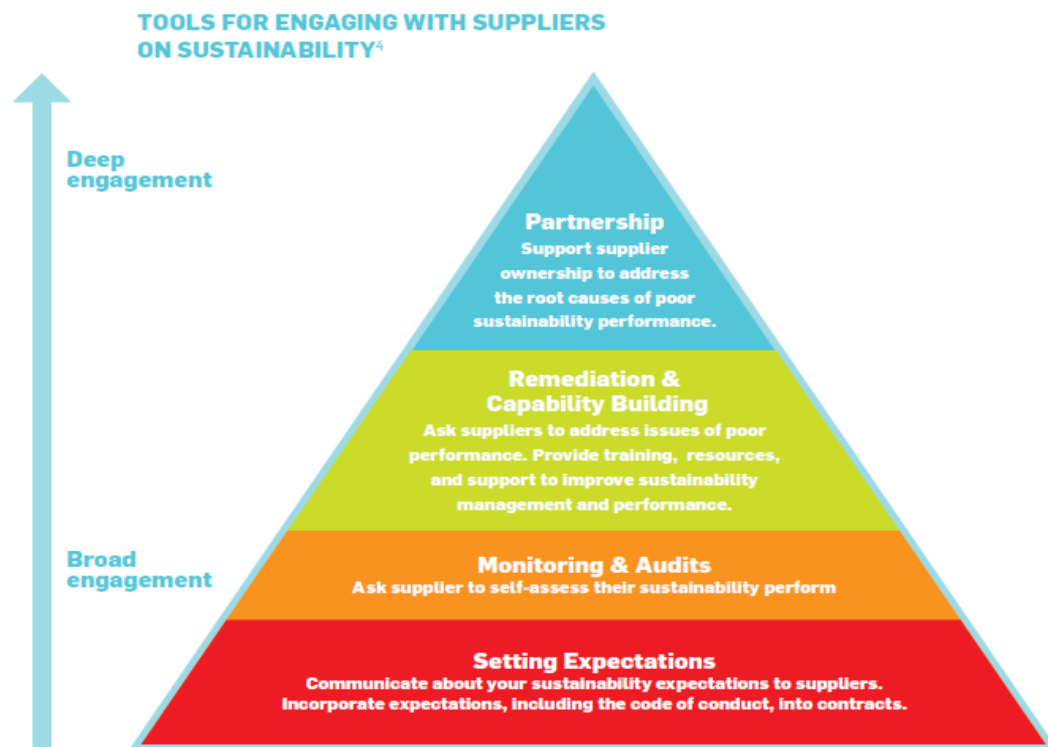 TOOLS FOR ENGAGING WITH SUPPLIERS
ON SUSTAINABILITY⁴
Deep
engagement
Partnership
Support supplier
ownership to address
the root causes of poor
sustainability performance.
Remediation &
Capability Building
Ask suppliers to address issues of poor
performance. Provide training, resources,
and support to improve sustainability
management and performance.
Broad
engagement
Monitoring & Audits
Ask supplier to self-assess their sustainability perform
Setting Expectations
Communicate about your sustainability expectations to suppliers.
Incorporate expectations, including the code of conduct, into contracts.